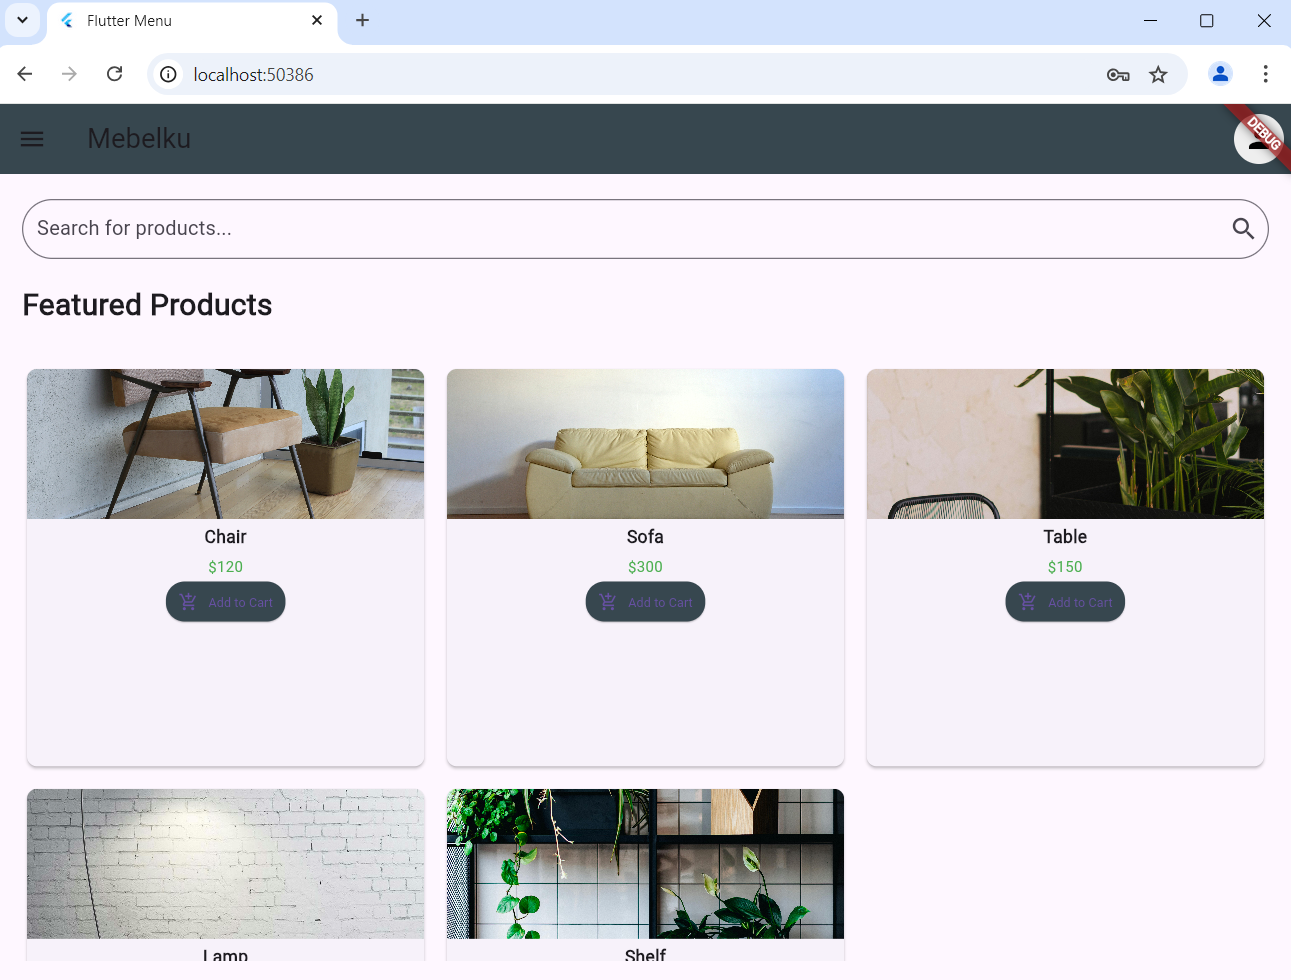 Flutter Menu
localhost:50386
Mebelku
DEBUG
Search for products...
Featured Products
Chair
$120
Add to Cart
Sofa
$300
Add to Cart
Table
$150
Add to Cart
Lamp
Shelf